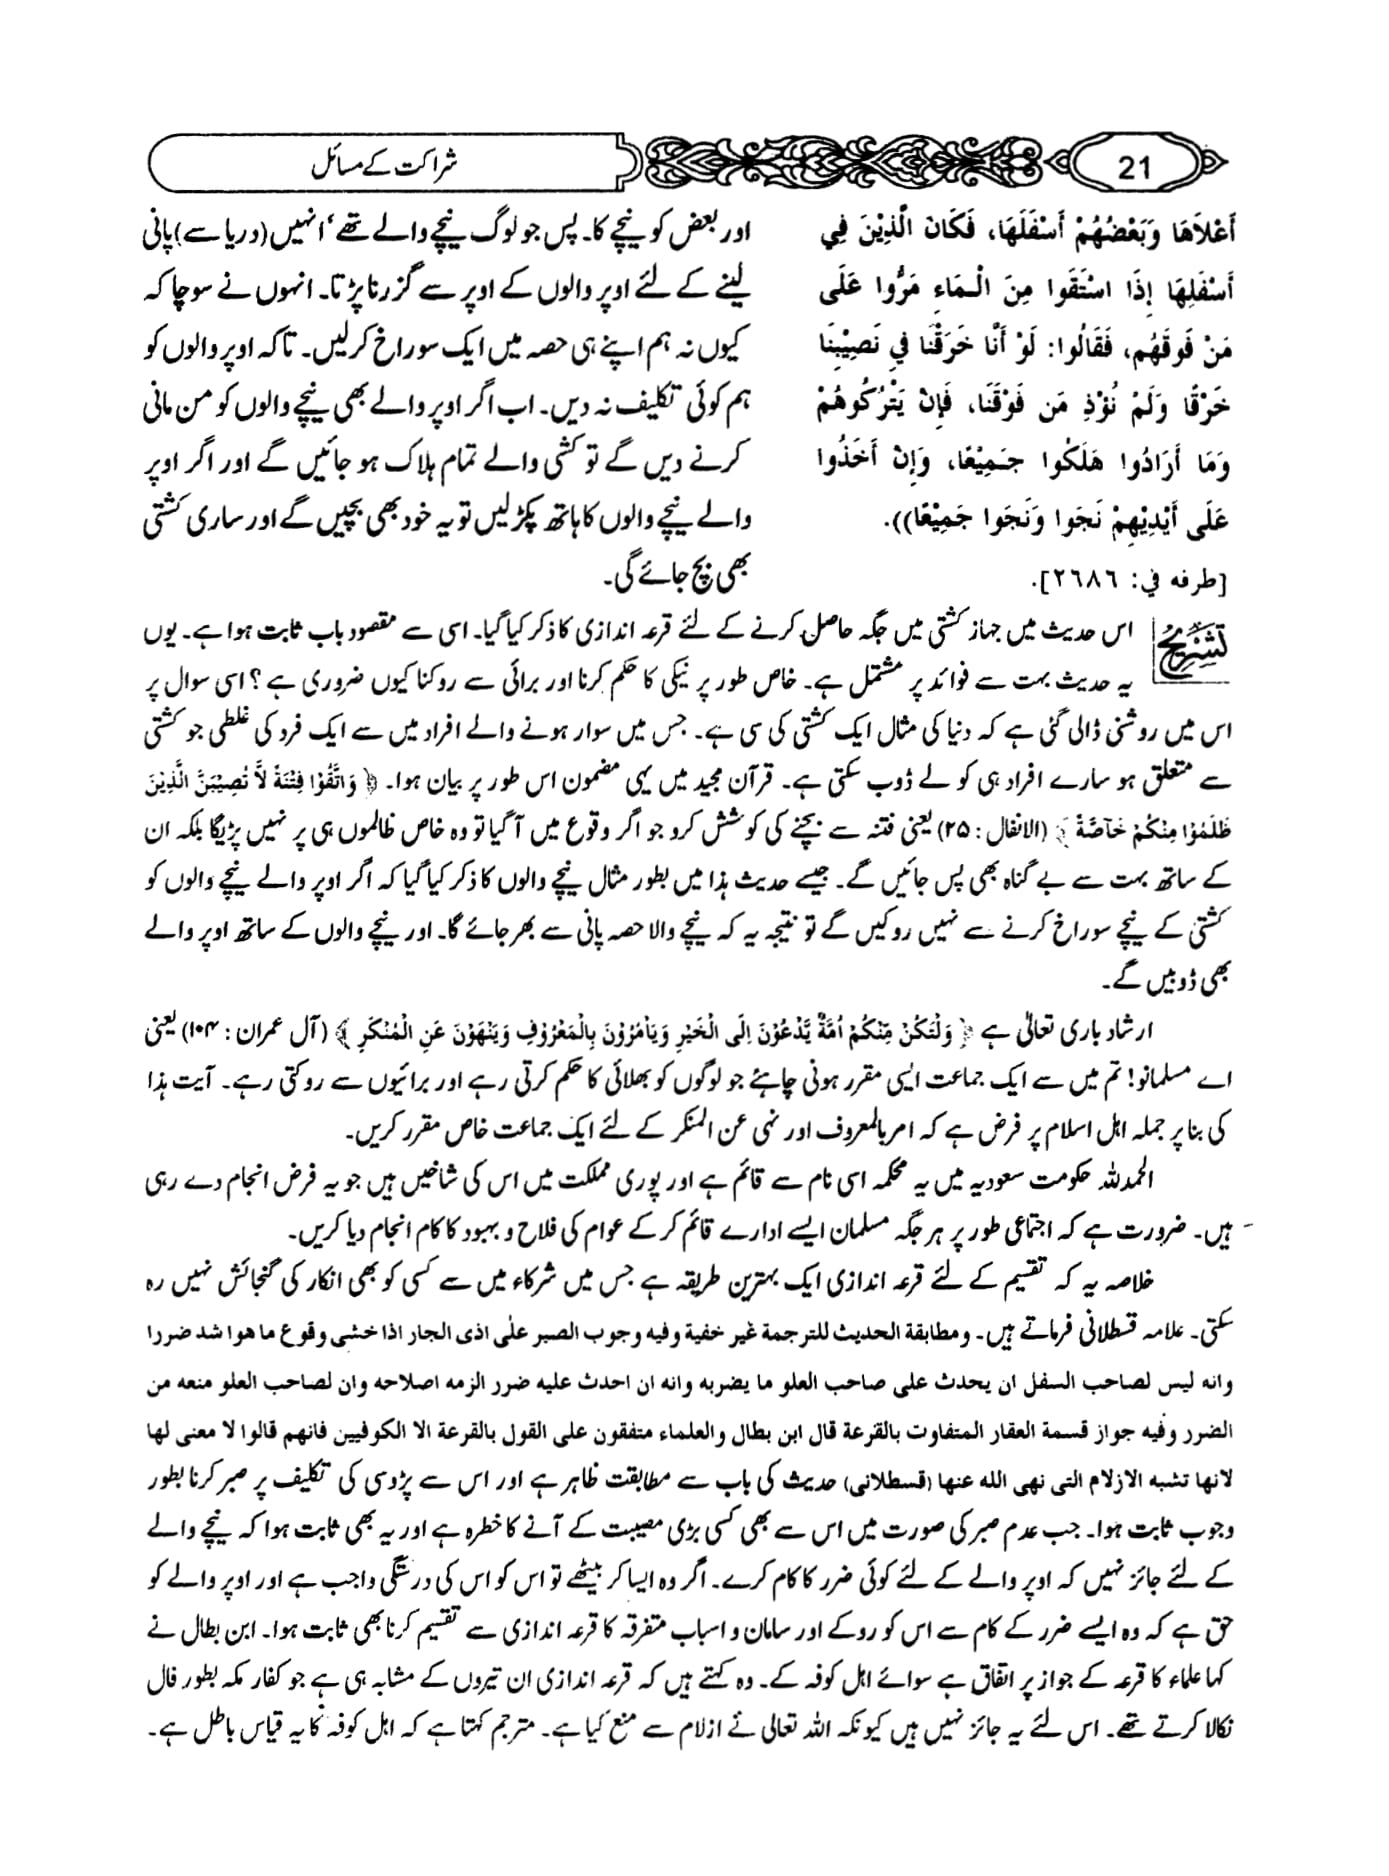 21
شراکت کے مسائل
أَعْلاَهَا وَبَعْضُهُمْ أَسْفَلَهَا، فَكَانَ الَّذِيْنَ فِي
أَسْفَلِهَا إِذَا اسْتَقَوا مِنَ الْـمَاءِ مَرُّوا عَلَى
مَنْ فَوقَهُم، فَقَالُوا: لَوْ أَنَّا خَرَقْنَا فِي نَصِيْبِنَا
خَرْقًا وَلَمْ نُؤْذِ مَن فَوْقَنَا، فَإِنْ يَتْرُكُوهُمْ
وَمَا أَرَادُوا هَلَكُوا جَـمِيْعًا، وَإِنْ أَخَذُوا
عَلَى أَيْدِيْهِمْ نَجَوا وَنَجَوا جَمِيْعًا)).
[طرفه في: ٢٦٨٦].
اور بعض کو نیچے کا۔ پس جو لوگ نیچے والے تھے‘ انہیں (دریا سے) پانی
لینے کے لئے اوپر والوں کے اوپر سے گزرنا پڑتا۔ انہوں نے سوچا کہ
کیوں نہ ہم اپنے ہی حصہ میں ایک سوراخ کرلیں۔ تاکہ اوپر والوں کو
ہم کوئی تکلیف نہ دیں۔ اب اگر اوپر والے بھی نیچے والوں کو من مانی
کرنے دیں گے تو کشتی والے تمام ہلاک ہو جائیں گے اور اگر اوپر
والے نیچے والوں کا ہاتھ پکڑ لیں تو یہ خود بھی بچیں گے اور ساری کشتی
بھی بچ جائے گی۔
تشریح
اس حدیث میں جہاز کشتی میں جگہ حاصل کرنے کے لئے قرعہ اندازی کا ذکر کیا گیا۔ اسی سے مقصود باب ثابت ہوا ہے۔ یوں
یہ حدیث بہت سے فوائد پر مشتمل ہے۔ خاص طور پر نیکی کا حکم کرنا اور برائی سے روکنا کیوں ضروری ہے؟ اسی سوال پر
اس میں روشنی ڈالی گئی ہے کہ دنیا کی مثال ایک کشتی کی سی ہے۔ جس میں سوار ہونے والے افراد میں سے ایک فرد کی غلطی جو کشتی
سے متعلق ہو سارے افراد ہی کو لے ڈوب سکتی ہے۔ قرآن مجید میں یہی مضمون اس طور پر بیان ہوا۔ ﴿ وَاتَّقُوْا فِتْنَةً لاَّ تُصِيْبَنَّ الَّذِيْنَ
ظَلَمُوْا مِنْكُمْ خَآصَّةً ﴾ (الانفال: ۲۵) یعنی فتنہ سے بچنے کی کوشش کرو جو اگر وقوع میں آگیا تو وہ خاص ظالموں ہی پر نہیں پڑیگا بلکہ ان
کے ساتھ بہت سے بے گناہ بھی پس جائیں گے۔ جیسے حدیث ہذا میں بطور مثال نیچے والوں کا ذکر کیا گیا کہ اگر اوپر والے نیچے والوں کو
کشتی کے نیچے سوراخ کرنے سے نہیں روکیں گے تو نتیجہ یہ کہ نیچے والا حصہ پانی سے بھر جائے گا۔ اور نیچے والوں کے ساتھ اوپر والے
بھی ڈوبیں گے۔
ارشاد باری تعالیٰ ہے ﴿ وَلْتَكُنْ مِنْكُمْ اُمَّةٌ يَّدْعُوْنَ اِلَى الْخَيْرِ وَيَاْمُرُوْنَ بِالْمَعْرُوْفِ وَيَنْهَوْنَ عَنِ الْمُنْكَرِ ﴾ (آل عمران: ۱۰۴) یعنی
اے مسلمانو! تم میں سے ایک جماعت ایسی مقرر ہونی چاہئے جو لوگوں کو بھلائی کا حکم کرتی رہے اور برائیوں سے روکتی رہے۔ آیت ہذا
کی بنا پر جملہ اہل اسلام پر فرض ہے کہ امر بالمعروف اور نہی عن المنکر کے لئے ایک جماعت خاص مقرر کریں۔
الحمدللہ حکومت سعودیہ میں یہ محکمہ اسی نام سے قائم ہے اور پوری مملکت میں اس کی شاخیں ہیں جو یہ فرض انجام دے رہی
ہیں۔ ضرورت ہے کہ اجتماعی طور پر ہر جگہ مسلمان ایسے ادارے قائم کر کے عوام کی فلاح و بہبود کا کام انجام دیا کریں۔
خلاصہ یہ کہ تقسیم کے لئے قرعہ اندازی ایک بہترین طریقہ ہے جس میں شرکاء میں سے کسی کو بھی انکار کی گنجائش نہیں رہ
سکتی۔ علامہ قسطلانی فرماتے ہیں۔ ومطابقة الحديث للترجمة غير خفية وفيه وجوب الصبر على اذى الجار اذا خشى وقوع ما هو اشد ضررا
وانه ليس لصاحب السفل ان يحدث على صاحب العلو ما يضربه وانه ان احدث عليه ضرر الزمه اصلاحه وان لصاحب العلو منعه من
الضرر وفيه جواز قسمة العقار المتفاوت بالقرعة قال ابن بطال والعلماء متفقون على القول بالقرعة الا الكوفيين فانهم قالوا لا معنى لها
لانها تشبه الازلام التى نهى الله عنها (قسطلانی) حدیث کی باب سے مطابقت ظاہر ہے اور اس سے پڑوسی کی تکلیف پر صبر کرنا بطور
وجوب ثابت ہوا۔ جب عدم صبر کی صورت میں اس سے بھی کسی بڑی مصیبت کے آنے کا خطرہ ہے اور یہ بھی ثابت ہوا کہ نیچے والے
کے لئے جائز نہیں کہ اوپر والے کے لئے کوئی ضرر کا کام کرے۔ اگر وہ ایسا کر بیٹھے تو اس کو اس کی درستگی واجب ہے اور اوپر والے کو
حق ہے کہ وہ ایسے ضرر کے کام سے اس کو روکے اور سامان و اسباب متفرقہ کا قرعہ اندازی سے تقسیم کرنا بھی ثابت ہوا۔ ابن بطال نے
کہا علماء کا قرعہ کے جواز پر اتفاق ہے سوائے اہل کوفہ کے۔ وہ کہتے ہیں کہ قرعہ اندازی ان تیروں کے مشابہ ہی ہے جو کفار مکہ بطور فال
نکالا کرتے تھے۔ اس لئے یہ جائز نہیں ہیں کیونکہ اللہ تعالیٰ نے ازلام سے منع کیا ہے۔ مترجم کہتا ہے کہ اہل کوفہ کا یہ قیاس باطل ہے۔